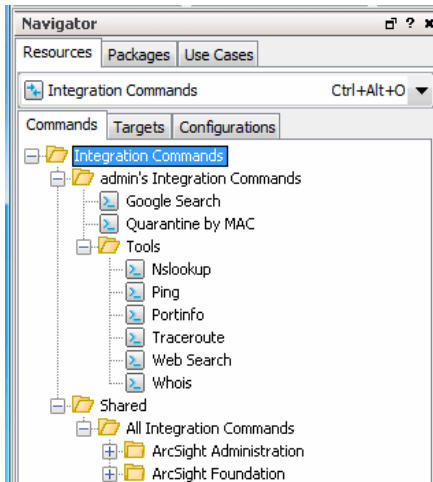 Navigator
Resources Packages Use Cases
Integration Commands Ctrl+Alt+O
Commands Targets Configurations
Integration Commands
admin's Integration Commands
Google Search
Quarantine by MAC
Tools
Nslookup
Ping
Portinfo
Traceroute
Web Search
Whois
Shared
All Integration Commands
ArcSight Administration
ArcSight Foundation